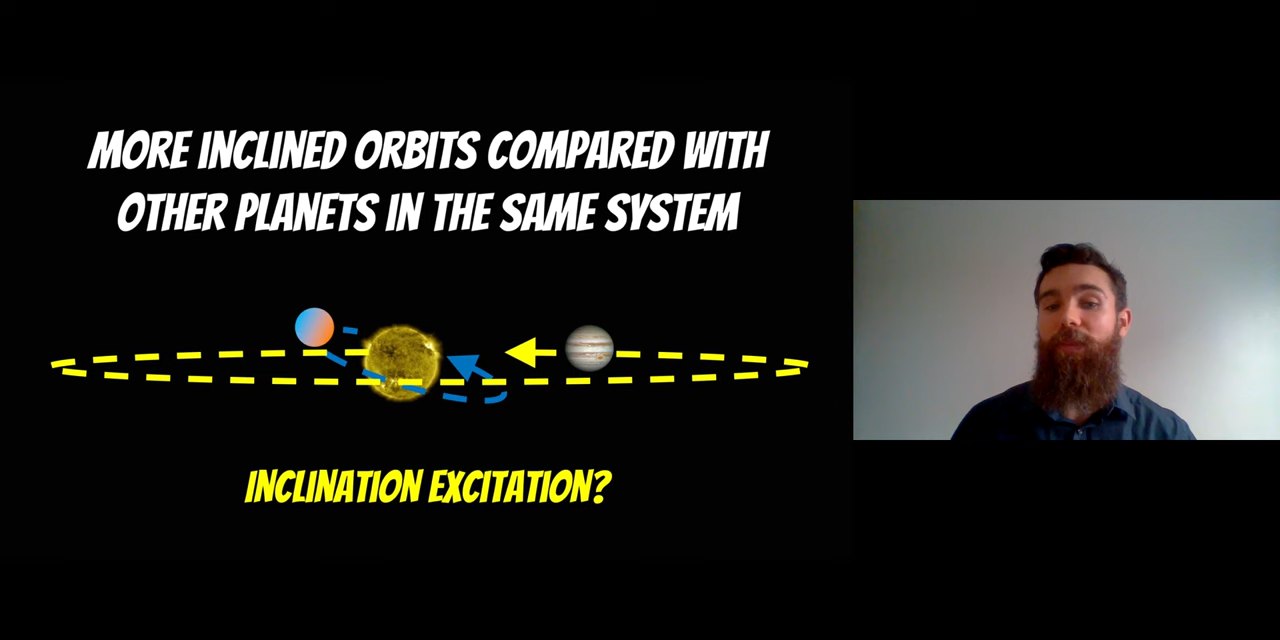 MORE INCLINED ORBITS COMPARED WITH
OTHER PLANETS IN THE SAME SYSTEM
INCLINATION EXCITATION?